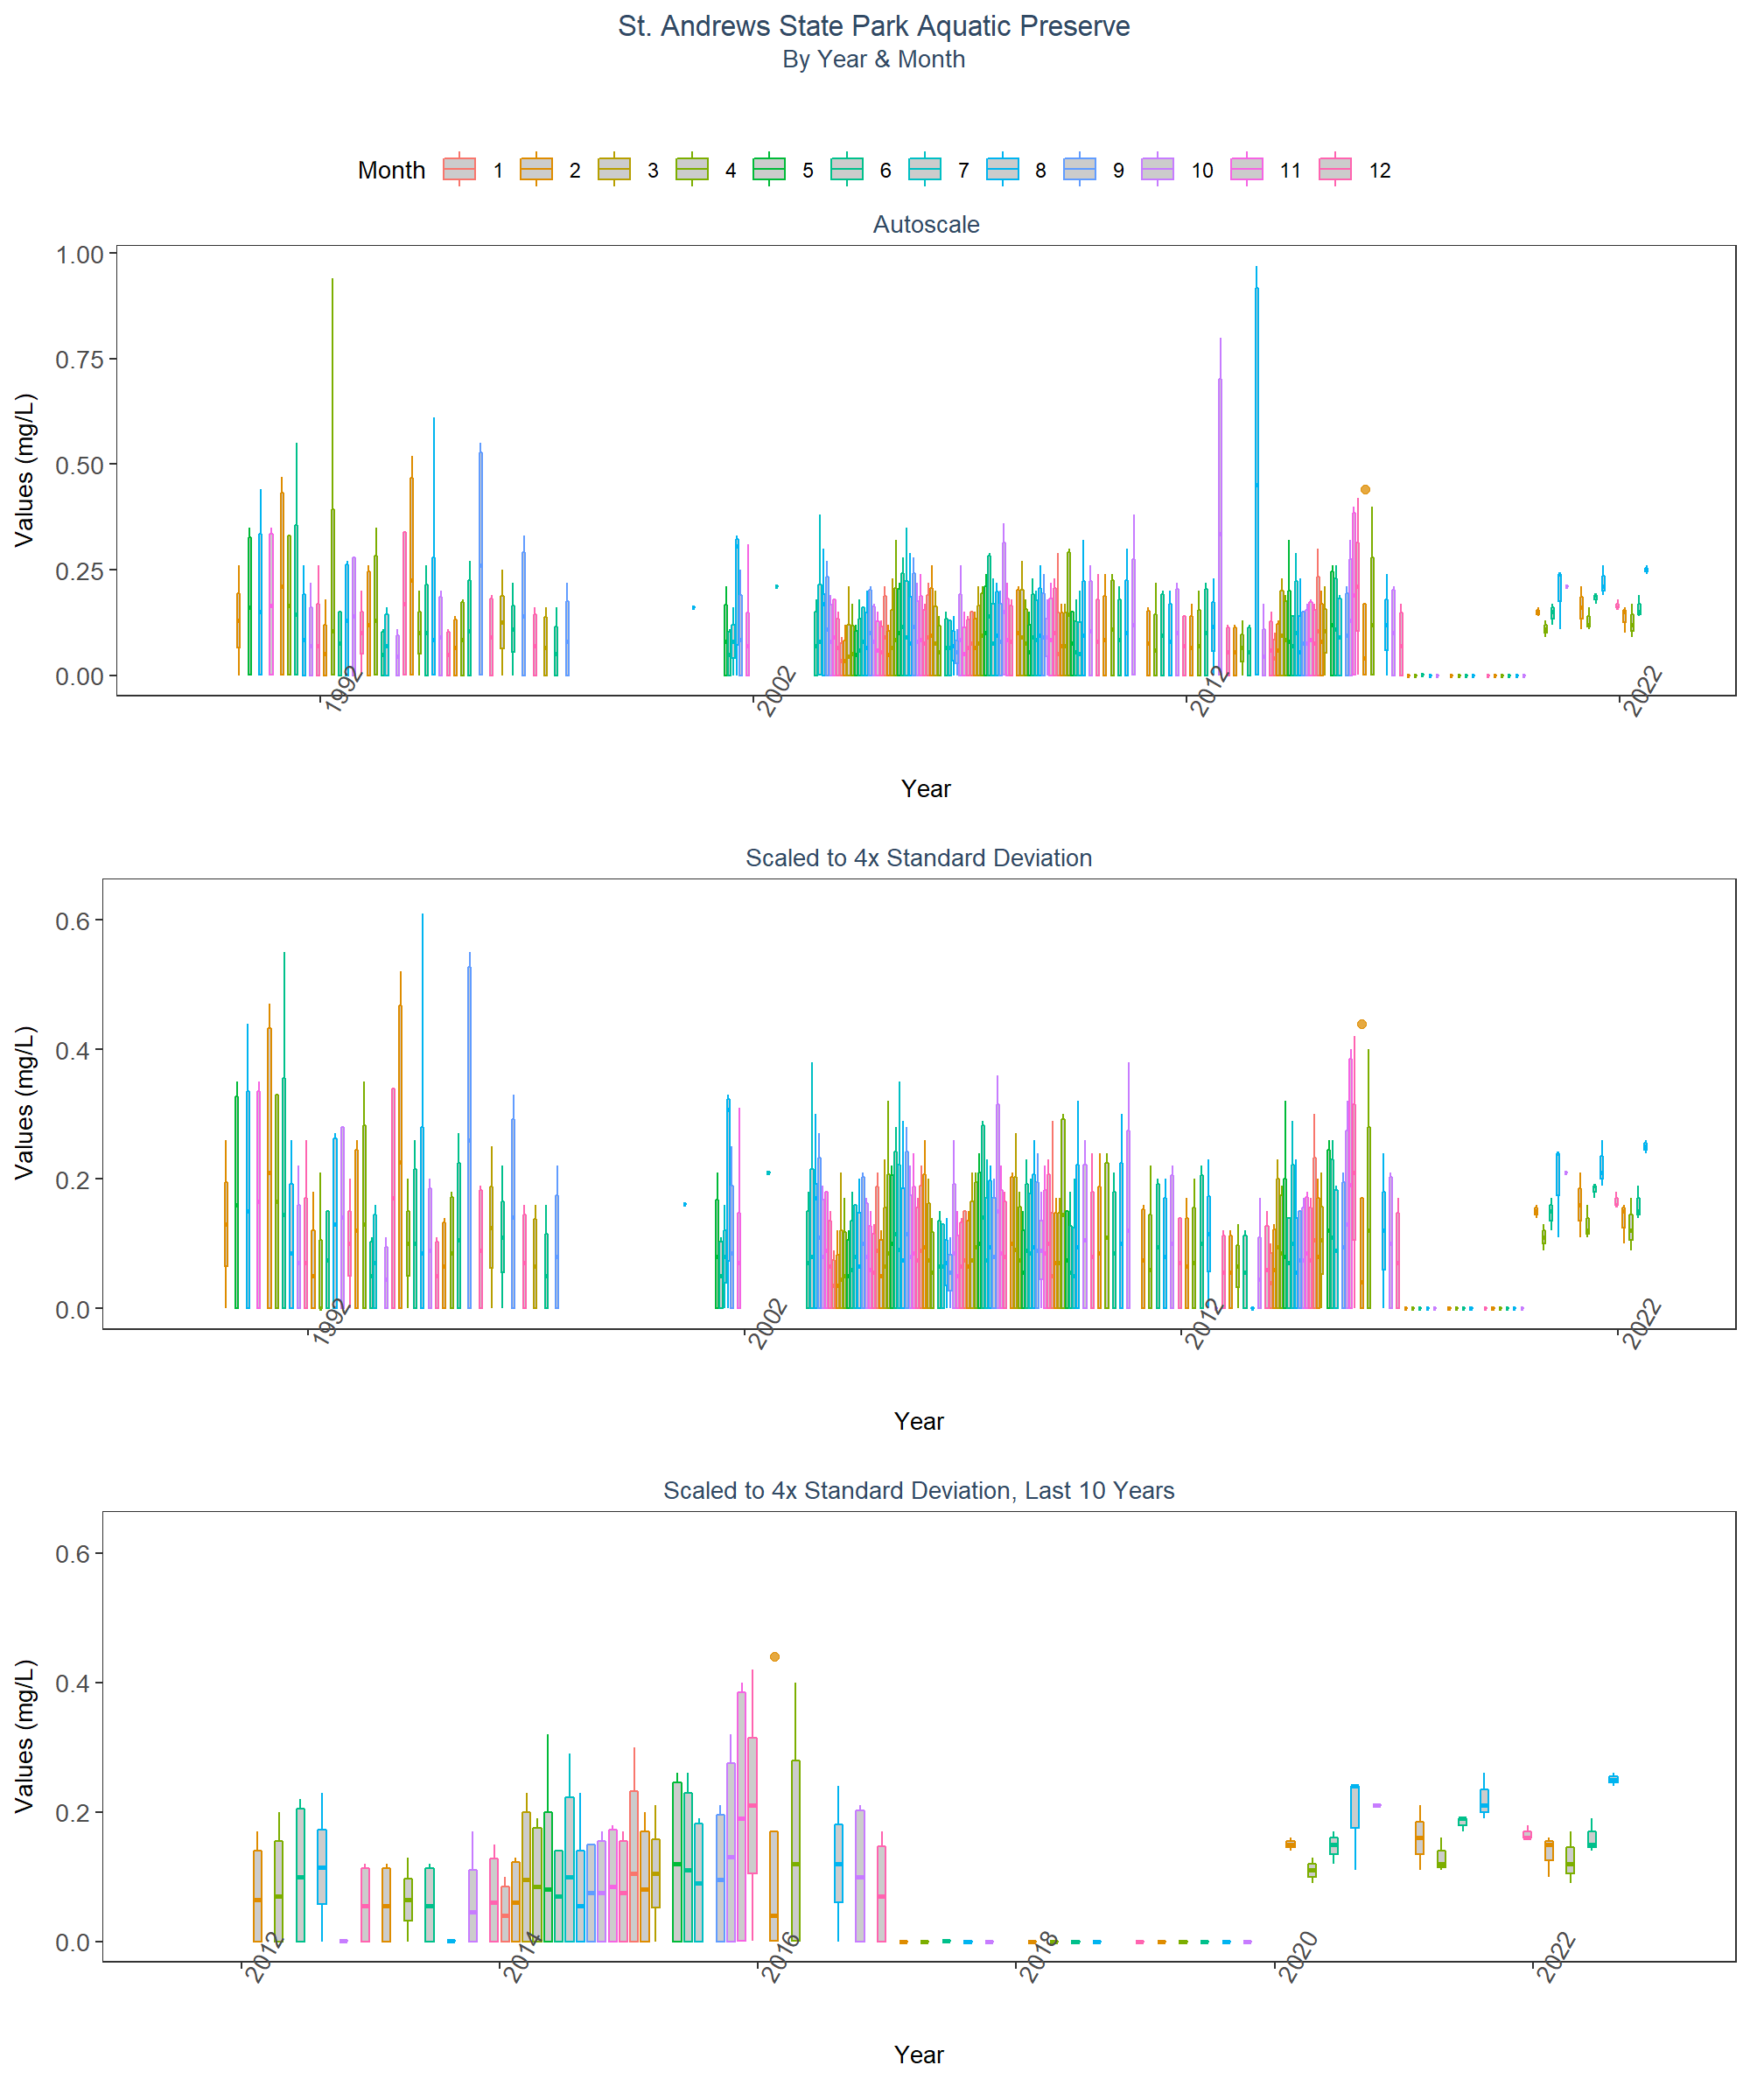 St. Andrews State Park Aquatic Preserve
By Year & Month
Month 1 2 3 4 5 6 7 8 9 10 11 12
Autoscale
Values (mg/L)
1.00
0.75
0.50
0.25
0.00
1992 2002 2012 2022
Year
Scaled to 4x Standard Deviation
Values (mg/L)
0.6
0.4
0.2
0.0
1992 2002 2012 2022
Year
Scaled to 4x Standard Deviation, Last 10 Years
Values (mg/L)
0.6
0.4
0.2
0.0
2012 2014 2016 2018 2020 2022
Year